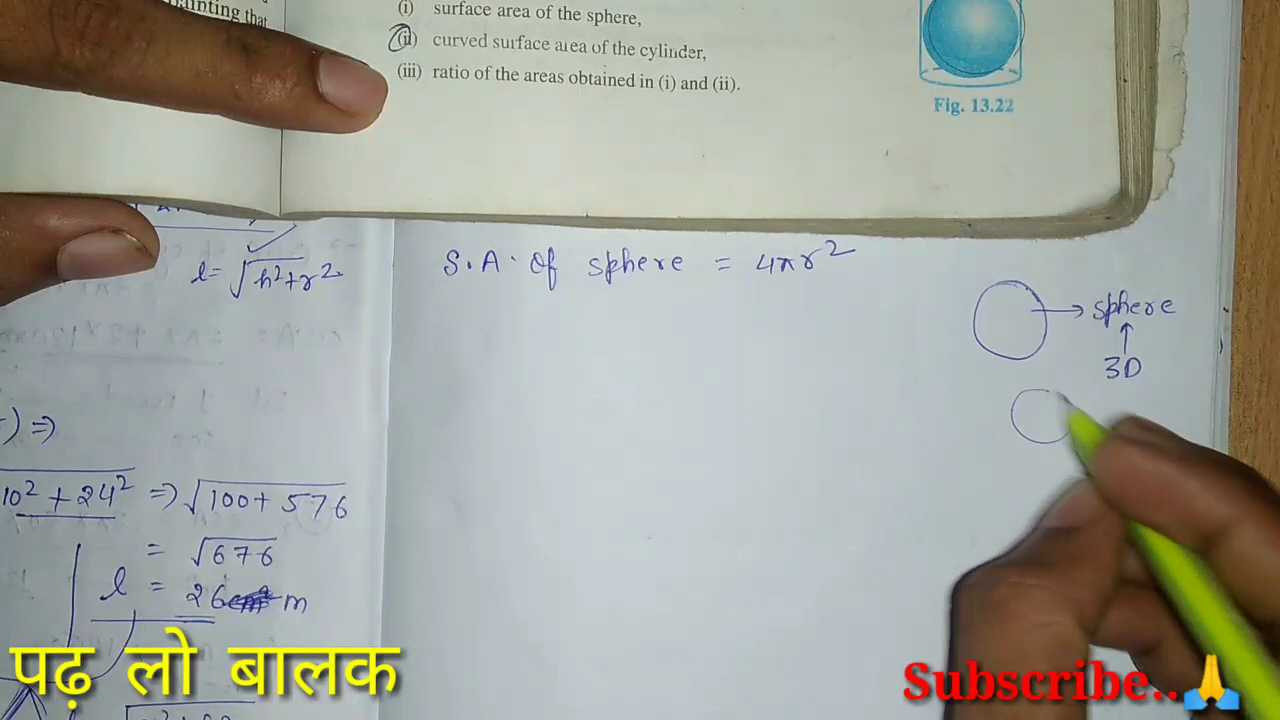 ainting that
(i) surface area of the sphere,
(ii) curved surface area of the cylinder,
(iii) ratio of the areas obtained in (i) and (ii).
Fig. 13.22
l = √h²+r²
S.A. of sphere = 4πr²
→ sphere
↑
3D
) ⇒
10² + 24² ⇒ √100 + 576
= √676
l = 26 m
पढ़ लो बालक
Subscribe..🙏